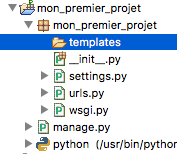 mon_premier_projet
mon_premier_projet
templates
__init__.py
settings.py
urls.py
wsgi.py
manage.py
python (/usr/bin/python